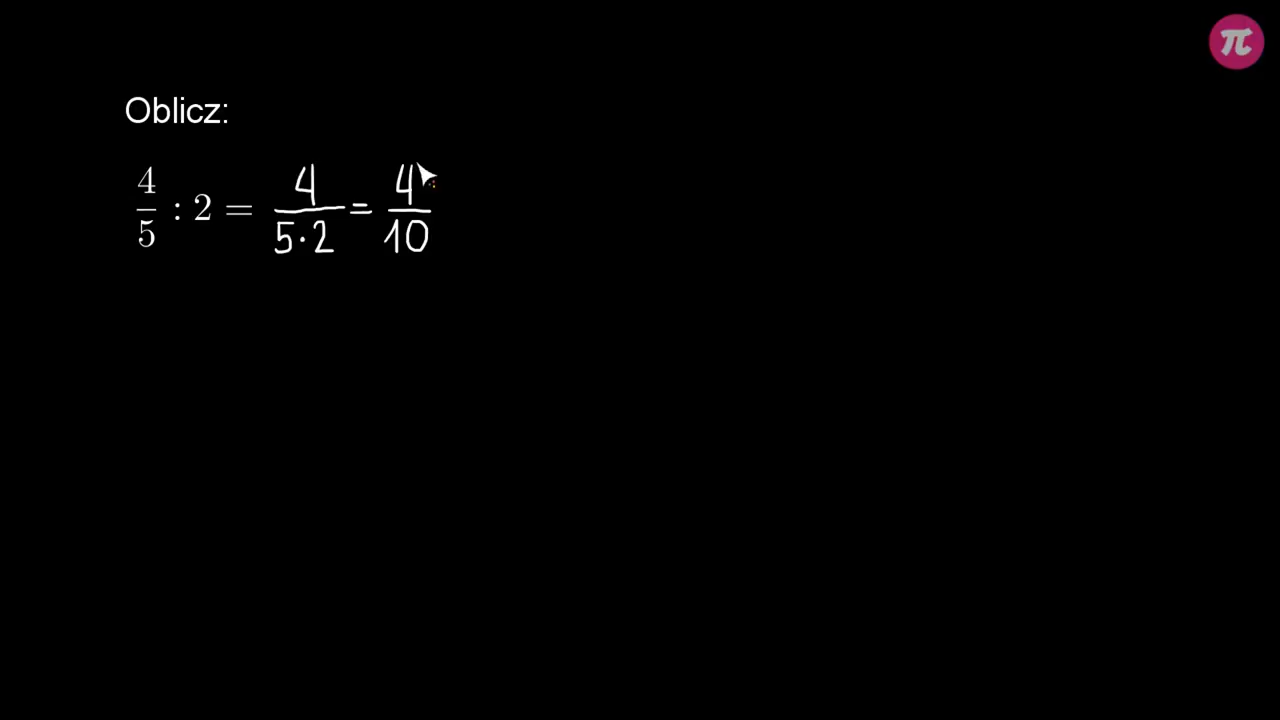 Oblicz:
4/5 : 2 = 4/(5·2) = 4/10
π